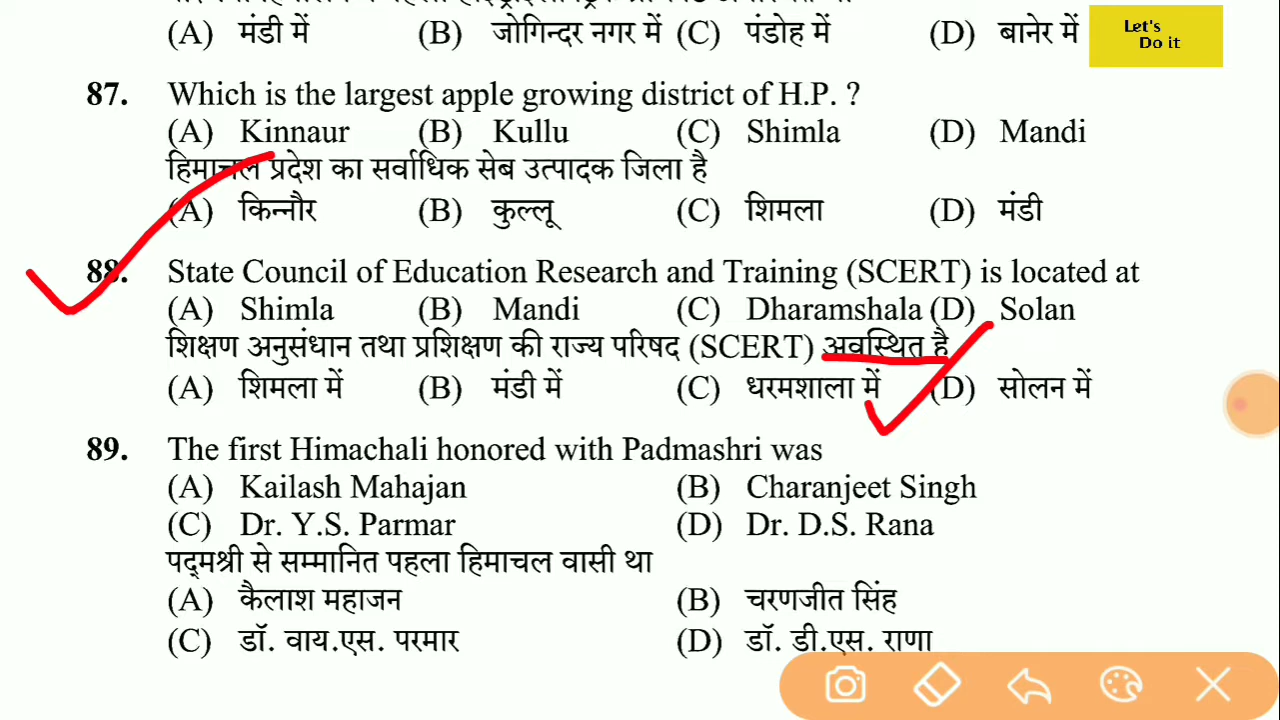 (A) मंडी में (B) जोगिन्दर नगर में (C) पंडोह में (D) बानेर में
Let's
Do it
87. Which is the largest apple growing district of H.P. ?
(A) Kinnaur (B) Kullu (C) Shimla (D) Mandi
हिमाचल प्रदेश का सर्वाधिक सेब उत्पादक जिला है
(A) किन्नौर (B) कुल्लू (C) शिमला (D) मंडी
88. State Council of Education Research and Training (SCERT) is located at
(A) Shimla (B) Mandi (C) Dharamshala (D) Solan
शिक्षण अनुसंधान तथा प्रशिक्षण की राज्य परिषद (SCERT) अवस्थित है
(A) शिमला में (B) मंडी में (C) धरमशाला में (D) सोलन में
89. The first Himachali honored with Padmashri was
(A) Kailash Mahajan (B) Charanjeet Singh
(C) Dr. Y.S. Parmar (D) Dr. D.S. Rana
पद्मश्री से सम्मानित पहला हिमाचल वासी था
(A) कैलाश महाजन (B) चरणजीत सिंह
(C) डॉ. वाय.एस. परमार (D) डॉ. डी.एस. राणा